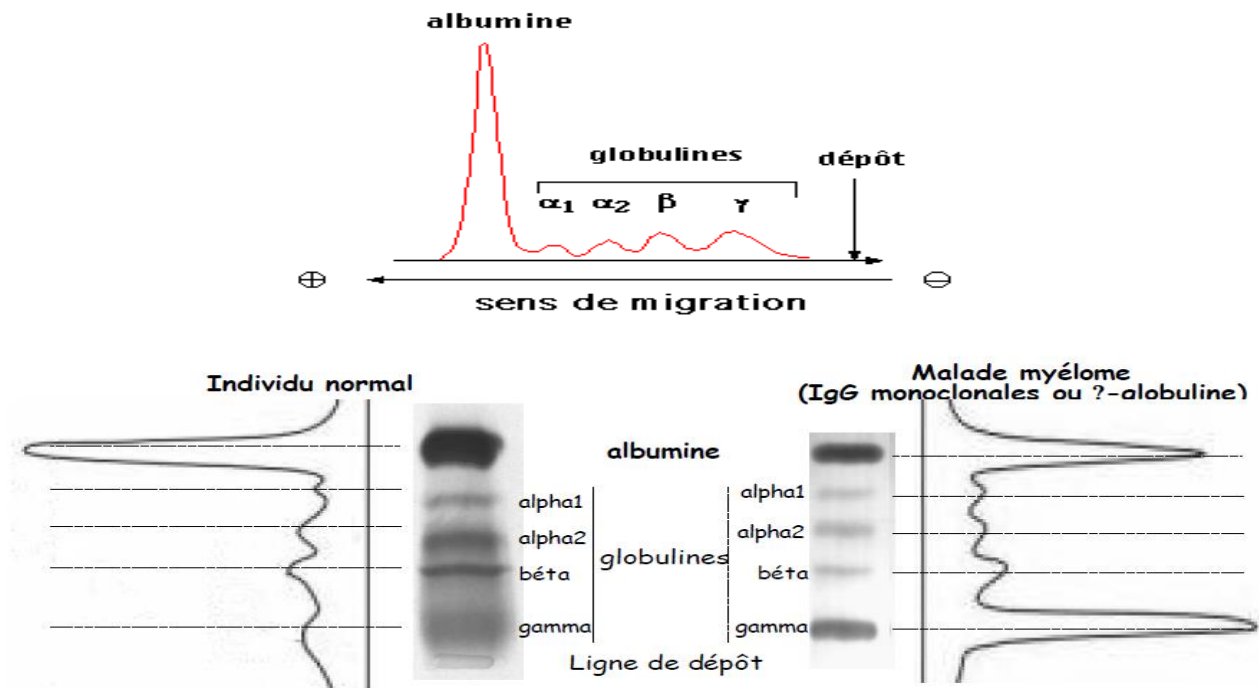 albumine
globulines
dépôt
α1 α2 β γ
⊕
⊖
sens de migration
Individu normal
Malade myélome
(IgG monoclonales ou ?-alobuline)
albumine
alpha1
alpha2
béta
gamma
globulines
alpha1
alpha2
béta
gamma
Ligne de dépôt